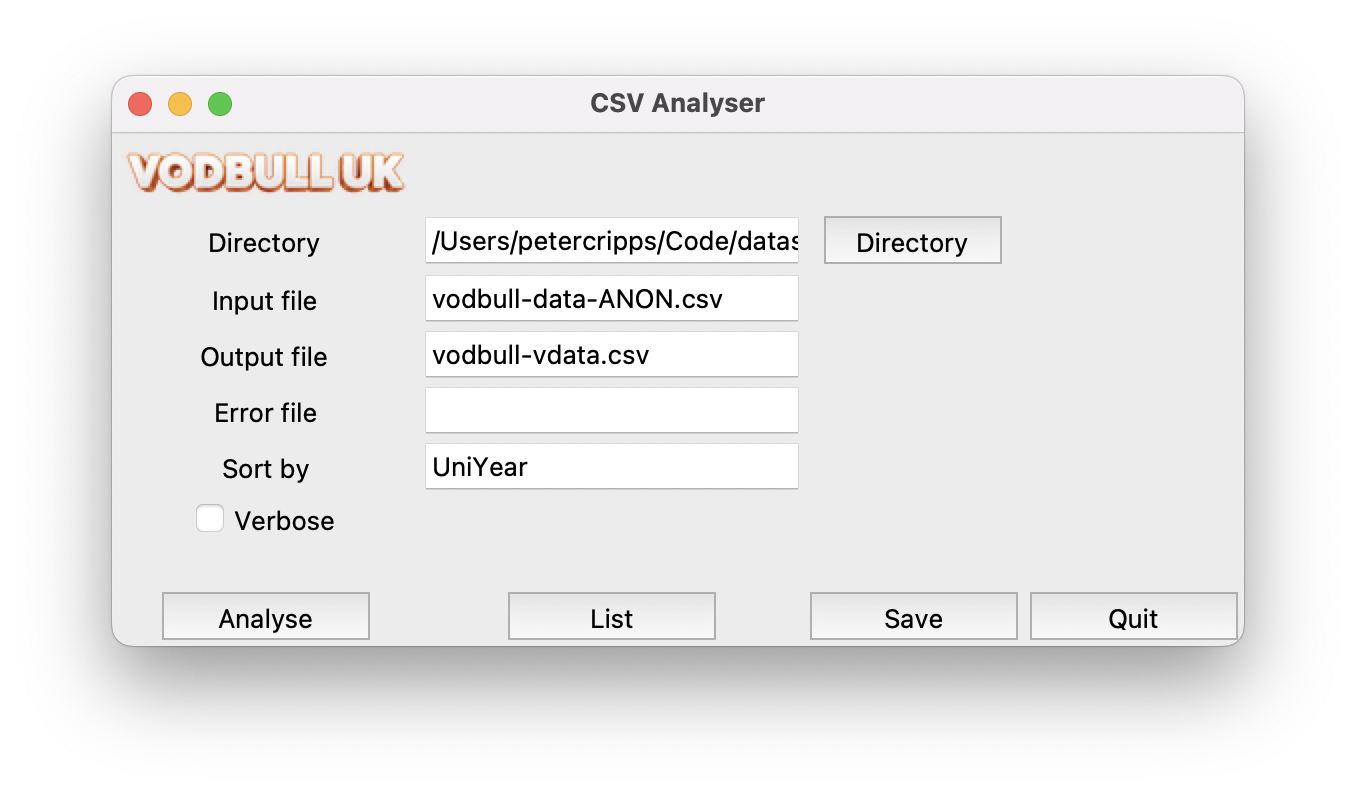 CSV Analyser
VODBULL UK
Directory /Users/petercripps/Code/datas Directory
Input file vodbull-data-ANON.csv
Output file vodbull-vdata.csv
Error file
Sort by UniYear
Verbose
Analyse List Save Quit